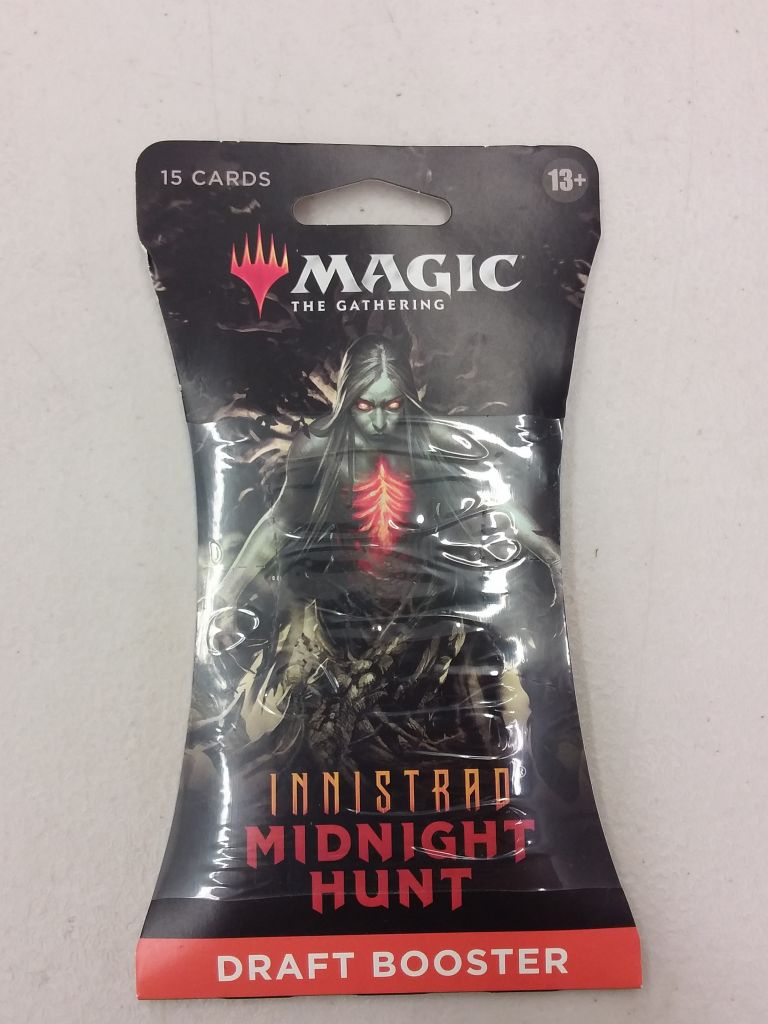 15 CARDS
13+
MAGIC
THE GATHERING
INNISTRAD®
MIDNIGHT
HUNT
DRAFT BOOSTER